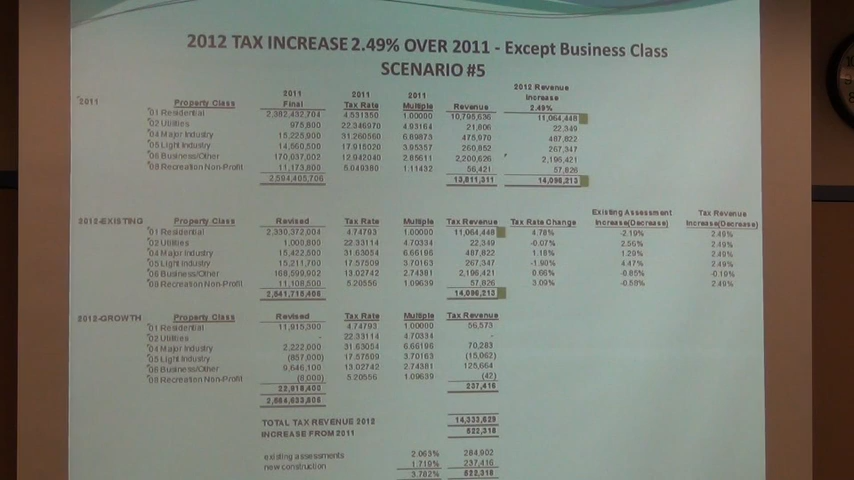 2012 TAX INCREASE 2.49% OVER 2011 - Except Business Class
SCENARIO #5
2011 Property Class 2011 Final 2011 Tax Rate 2011 Multiple Revenue 2012 Revenue Increase 2.49%
01 Residential 2,382,432,704 4.531350 1.00000 10,795,636 11,064,448
02 Utilities 975,800 22.346970 4.93164 21,806 22,349
04 Major Industry 15,225,900 31.260560 6.89873 475,970 487,822
05 Light Industry 14,560,500 17.915020 3.95357 260,852 267,347
06 Business/Other 170,037,002 12.942040 2.85611 2,200,626 2,196,421
08 Recreation Non-Profit 11,173,800 5.049380 1.11432 56,421 57,826
2,594,405,706 13,811,311 14,096,213
2012-EXISTING Property Class Revised Tax Rate Multiple Tax Revenue Tax Rate Change Existing Assessment Increase(Decrease) Tax Revenue Increase(Decrease)
01 Residential 2,330,372,004 4.74793 1.00000 11,064,448 4.78% -2.19% 2.49%
02 Utilities 1,000,800 22.33114 4.70334 22,349 -0.07% 2.56% 2.49%
04 Major Industry 15,422,500 31.63054 6.66196 487,822 1.18% 1.29% 2.49%
05 Light Industry 15,211,700 17.57509 3.70163 267,347 -1.90% 4.47% 2.49%
06 Business/Other 168,599,902 13.02742 2.74381 2,196,421 0.66% -0.85% -0.19%
08 Recreation Non-Profit 11,108,500 5.20556 1.09639 57,826 3.09% -0.58% 2.49%
2,541,715,406 14,096,213
2012-GROWTH Property Class Revised Tax Rate Multiple Tax Revenue
01 Residential 11,915,300 4.74793 1.00000 56,573
02 Utilities - 22.33114 4.70334 -
04 Major Industry 2,222,000 31.63054 6.66196 70,283
05 Light Industry (857,000) 17.57509 3.70163 (15,062)
06 Business/Other 9,646,100 13.02742 2.74381 125,664
08 Recreation Non-Profit (8,000) 5.20556 1.09639 (42)
22,918,400 237,416
2,564,633,806
TOTAL TAX REVENUE 2012 14,333,629
INCREASE FROM 2011 522,318
existing assessments 2.063% 284,902
new construction 1.719% 237,416
3.782% 522,318